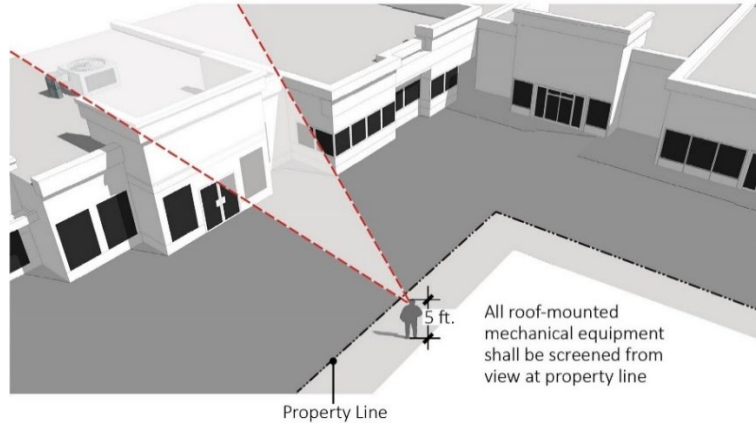 5 ft.
All roof-mounted
mechanical equipment
shall be screened from
view at property line
Property Line